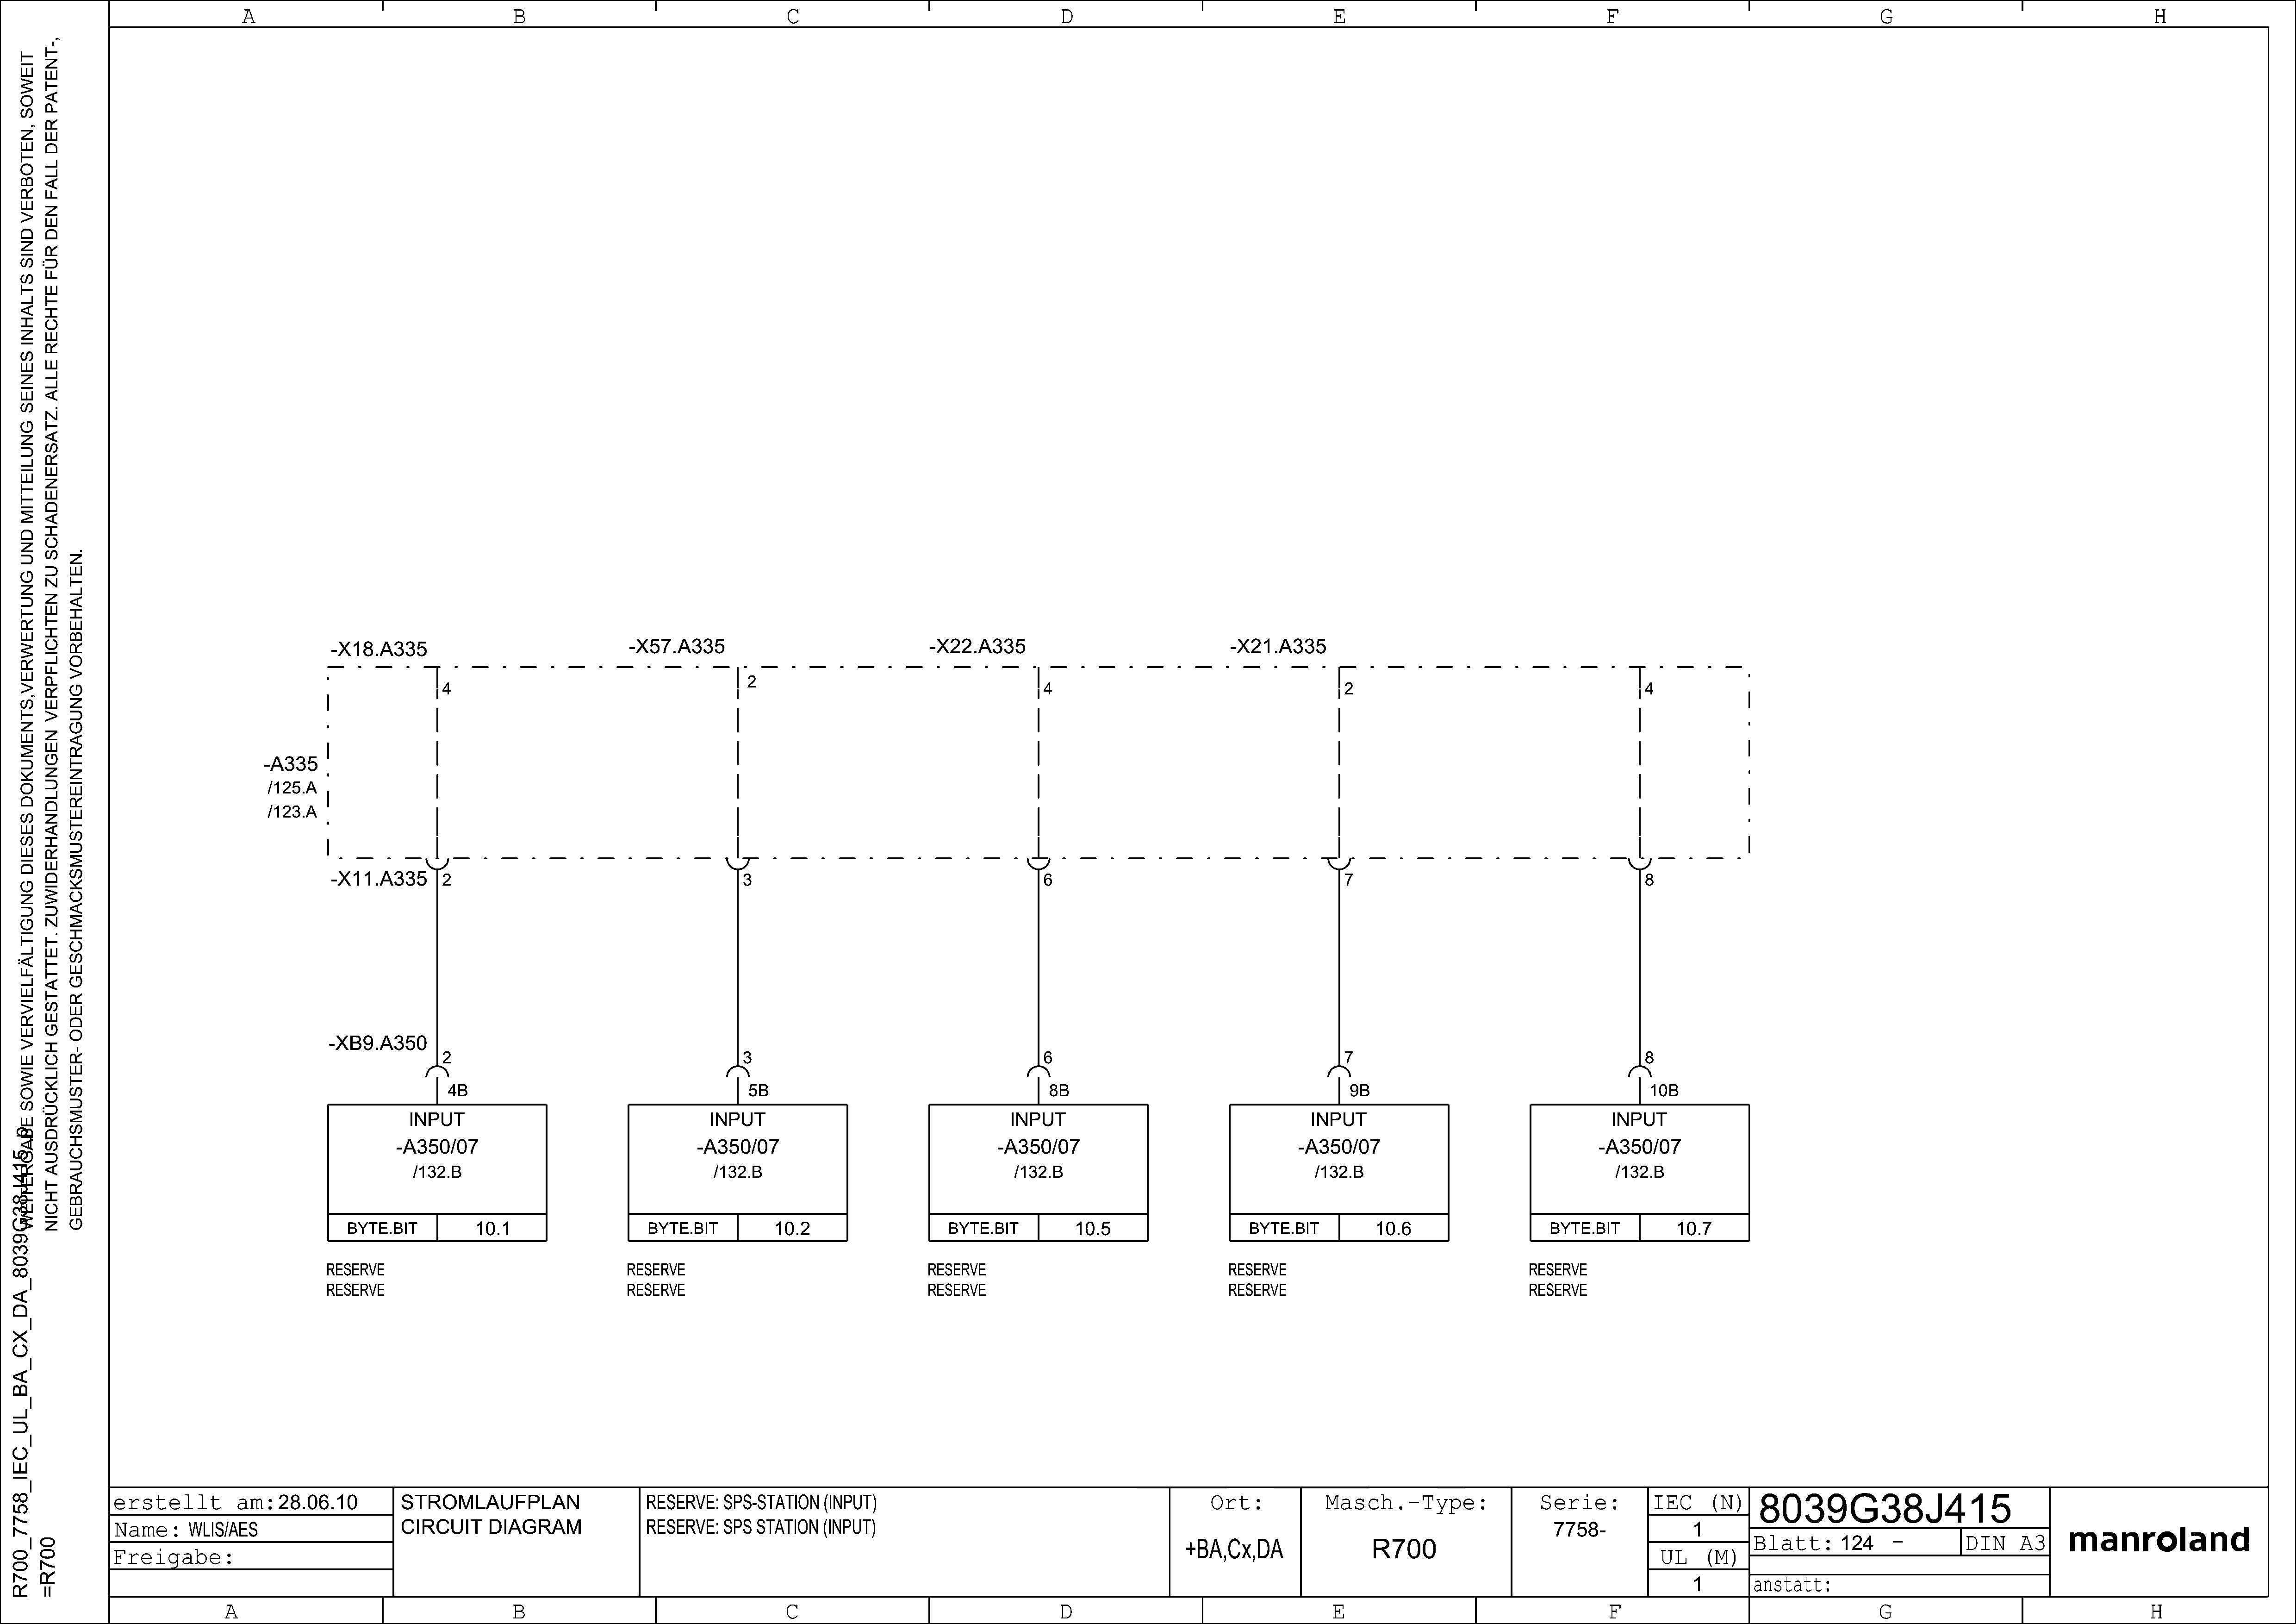 A B C D E F G H
WEITERGABE SOWIE VERVIELFÄLTIGUNG DIESES DOKUMENTS,VERWERTUNG UND MITTEILUNG SEINES INHALTS SIND VERBOTEN, SOWEIT
NICHT AUSDRÜCKLICH GESTATTET. ZUWIDERHANDLUNGEN VERPFLICHTEN ZU SCHADENERSATZ. ALLE RECHTE FÜR DEN FALL DER PATENT-,
GEBRAUCHSMUSTER- ODER GESCHMACKSMUSTEREINTRAGUNG VORBEHALTEN.
R700_7758_IEC_UL_BA_CX_DA_8039G38J415_D
=R700
-X18.A335 -X57.A335 -X22.A335 -X21.A335
4 2 4 2 4
-A335
/125.A
/123.A
-X11.A335 2 3 6 7 8
-XB9.A350 2 3 6 7 8
4B 5B 8B 9B 10B
INPUT INPUT INPUT INPUT INPUT
-A350/07 -A350/07 -A350/07 -A350/07 -A350/07
/132.B /132.B /132.B /132.B /132.B
BYTE.BIT 10.1 BYTE.BIT 10.2 BYTE.BIT 10.5 BYTE.BIT 10.6 BYTE.BIT 10.7
RESERVE RESERVE RESERVE RESERVE RESERVE
RESERVE RESERVE RESERVE RESERVE RESERVE
erstellt am: 28.06.10
Name: WLIS/AES
Freigabe:
STROMLAUFPLAN
CIRCUIT DIAGRAM
RESERVE: SPS-STATION (INPUT)
RESERVE: SPS STATION (INPUT)
Ort:
+BA,Cx,DA
Masch.-Type:
R700
Serie:
7758-
IEC (N)
1
UL (M)
1
8039G38J415
Blatt: 124 - DIN A3
anstatt:
manroland
A B C D E F G H